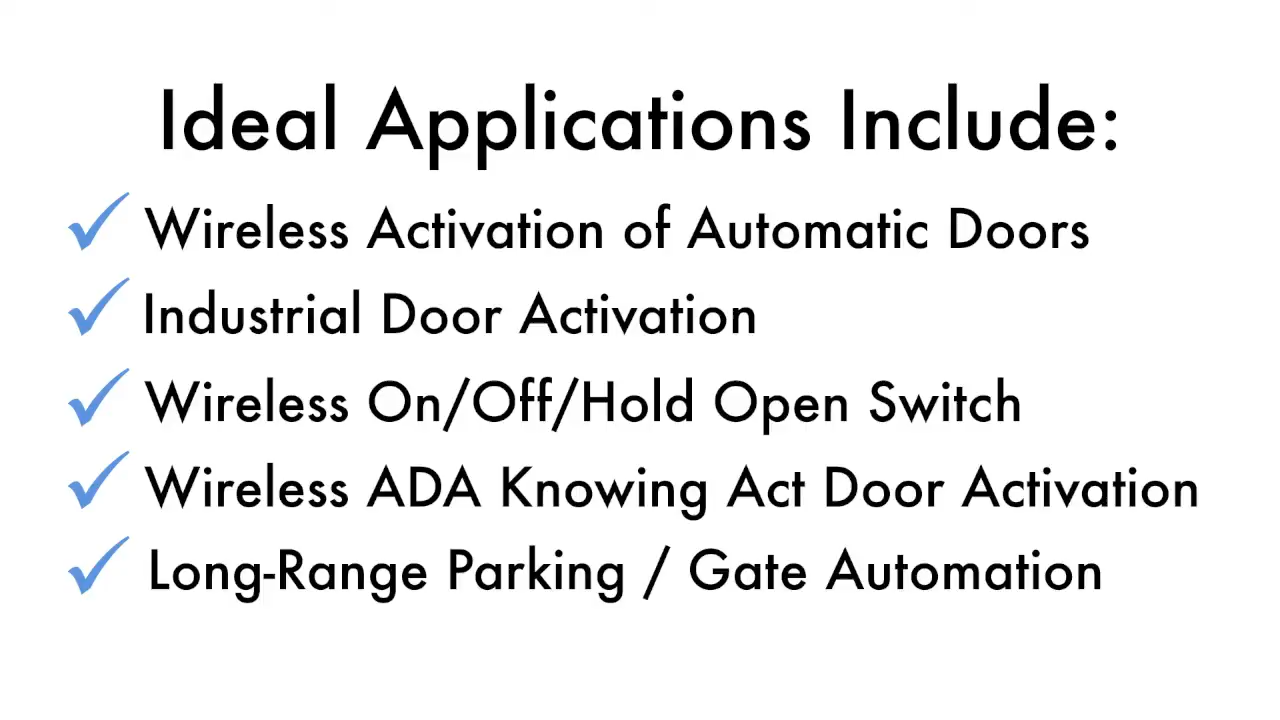 Ideal Applications Include:
Wireless Activation of Automatic Doors
Industrial Door Activation
Wireless On/Off/Hold Open Switch
Wireless ADA Knowing Act Door Activation
Long-Range Parking / Gate Automation